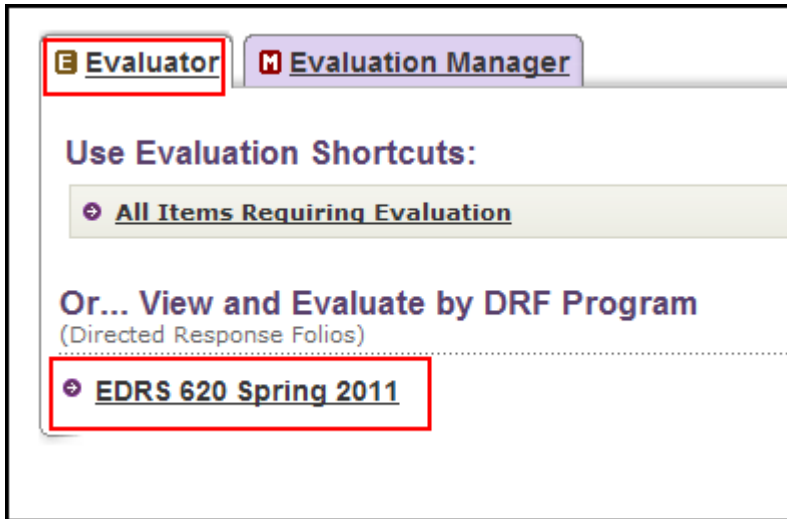 E Evaluator M Evaluation Manager
Use Evaluation Shortcuts:
All Items Requiring Evaluation
Or... View and Evaluate by DRF Program
(Directed Response Folios)
EDRS 620 Spring 2011